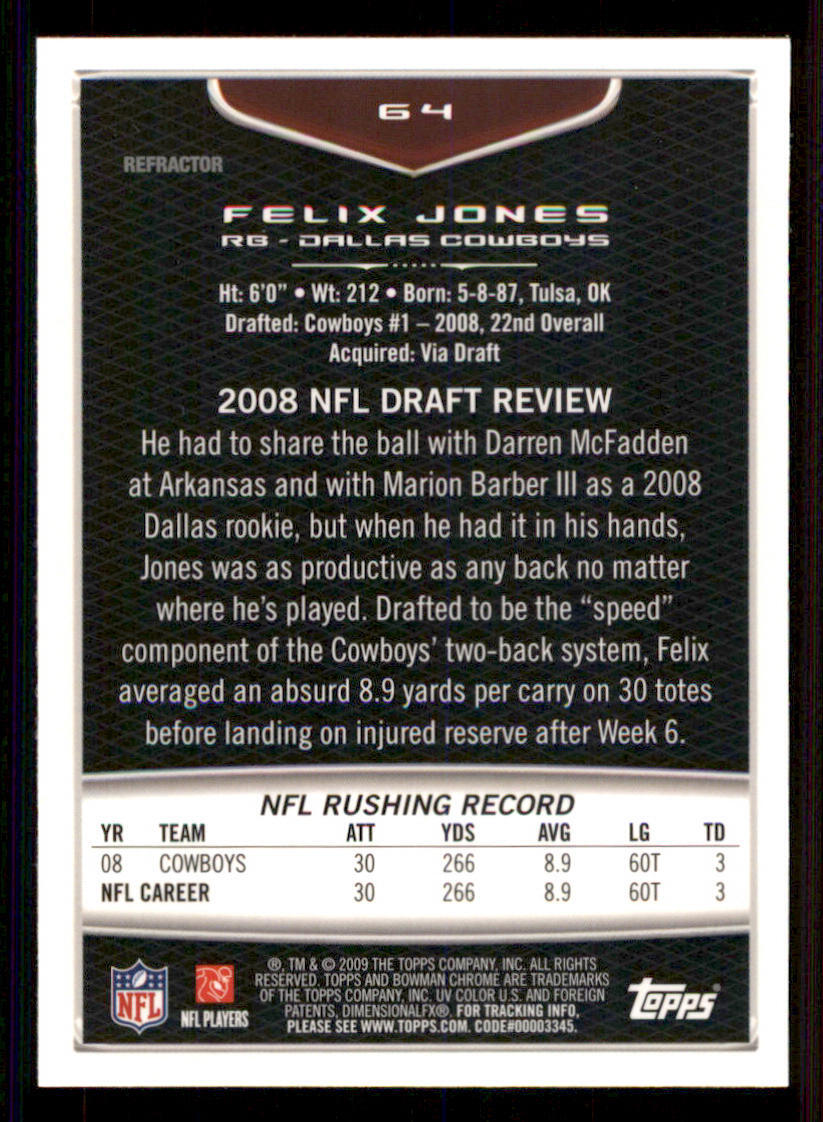 64
REFRACTOR
FELIX JONES
RB - DALLAS COWBOYS
Ht: 6'0" • Wt: 212 • Born: 5-8-87, Tulsa, OK
Drafted: Cowboys #1 – 2008, 22nd Overall
Acquired: Via Draft
2008 NFL DRAFT REVIEW
He had to share the ball with Darren McFadden
at Arkansas and with Marion Barber III as a 2008
Dallas rookie, but when he had it in his hands,
Jones was as productive as any back no matter
where he's played. Drafted to be the “speed”
component of the Cowboys' two-back system, Felix
averaged an absurd 8.9 yards per carry on 30 totes
before landing on injured reserve after Week 6.
NFL RUSHING RECORD
YR TEAM ATT YDS AVG LG TD
08 COWBOYS 30 266 8.9 60T 3
NFL CAREER 30 266 8.9 60T 3
®, TM & © 2009 THE TOPPS COMPANY, INC. ALL RIGHTS
RESERVED. TOPPS AND BOWMAN CHROME ARE TRADEMARKS
OF THE TOPPS COMPANY, INC. UV COLOR U.S. AND FOREIGN
PATENTS, DIMENSIONALFX®. FOR TRACKING INFO,
PLEASE SEE WWW.TOPPS.COM. CODE#00003345.
NFL
NFL PLAYERS
topps®